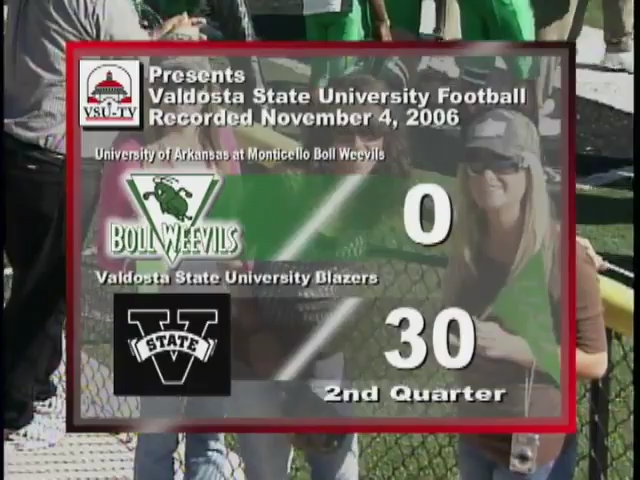 VSU-TV
Presents
Valdosta State University Football
Recorded November 4, 2006
University of Arkansas at Monticello Boll Weevils
BOLL WEEVILS
0
Valdosta State University Blazers
V STATE
30
2nd Quarter